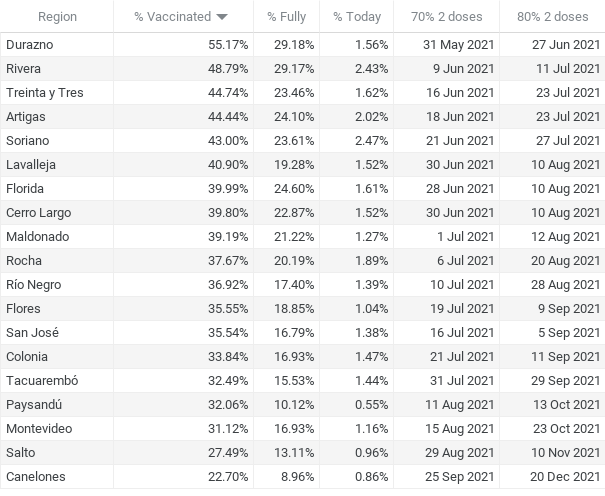 Region % Vaccinated % Fully % Today 70% 2 doses 80% 2 doses
Durazno 55.17% 29.18% 1.56% 31 May 2021 27 Jun 2021
Rivera 48.79% 29.17% 2.43% 9 Jun 2021 11 Jul 2021
Treinta y Tres 44.74% 23.46% 1.62% 16 Jun 2021 23 Jul 2021
Artigas 44.44% 24.10% 2.02% 18 Jun 2021 23 Jul 2021
Soriano 43.00% 23.61% 2.47% 21 Jun 2021 27 Jul 2021
Lavalleja 40.90% 19.28% 1.52% 30 Jun 2021 10 Aug 2021
Florida 39.99% 24.60% 1.61% 28 Jun 2021 10 Aug 2021
Cerro Largo 39.80% 22.87% 1.52% 30 Jun 2021 10 Aug 2021
Maldonado 39.19% 21.22% 1.27% 1 Jul 2021 12 Aug 2021
Rocha 37.67% 20.19% 1.89% 6 Jul 2021 20 Aug 2021
Río Negro 36.92% 17.40% 1.39% 10 Jul 2021 28 Aug 2021
Flores 35.55% 18.85% 1.04% 19 Jul 2021 9 Sep 2021
San José 35.54% 16.79% 1.38% 16 Jul 2021 5 Sep 2021
Colonia 33.84% 16.93% 1.47% 21 Jul 2021 11 Sep 2021
Tacuarembó 32.49% 15.53% 1.44% 31 Jul 2021 29 Sep 2021
Paysandú 32.06% 10.12% 0.55% 11 Aug 2021 13 Oct 2021
Montevideo 31.12% 16.93% 1.16% 15 Aug 2021 23 Oct 2021
Salto 27.49% 13.11% 0.96% 29 Aug 2021 10 Nov 2021
Canelones 22.70% 8.96% 0.86% 25 Sep 2021 20 Dec 2021